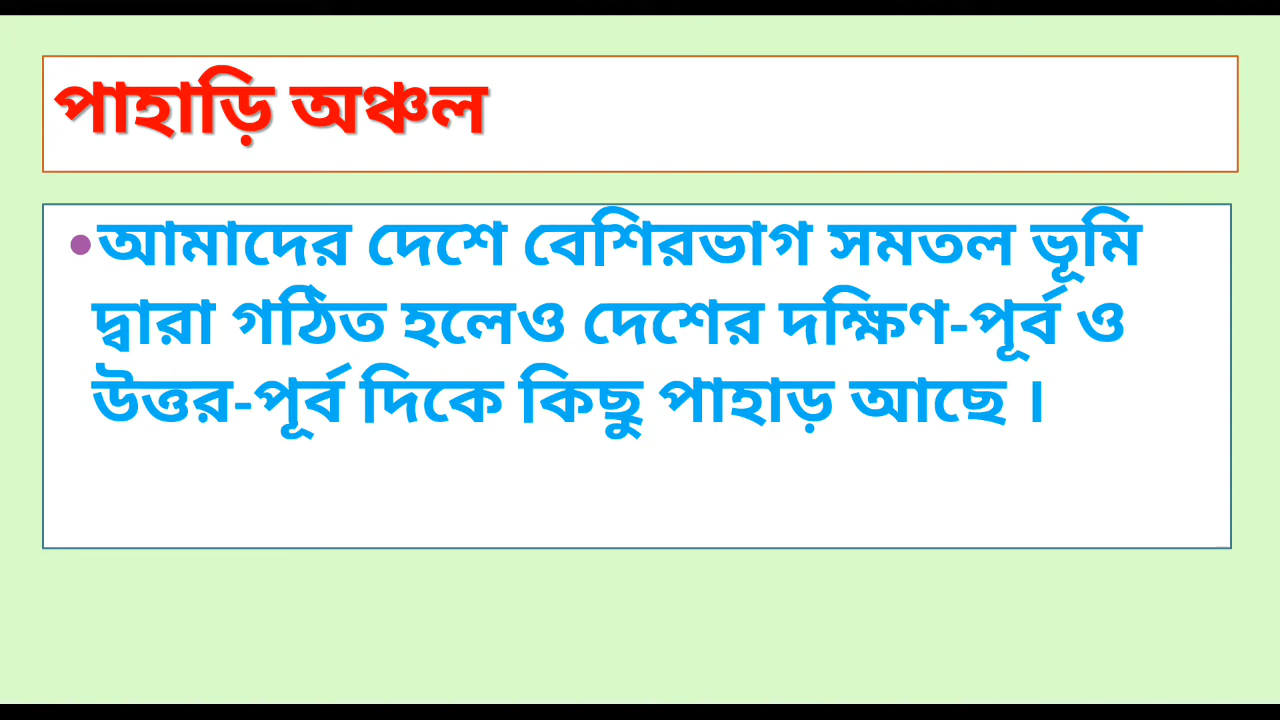 পাহাড়ি অঞ্চল
•আমাদের দেশে বেশিরভাগ সমতল ভূমি
দ্বারা গঠিত হলেও দেশের দক্ষিণ-পূর্ব ও
উত্তর-পূর্ব দিকে কিছু পাহাড় আছে ।